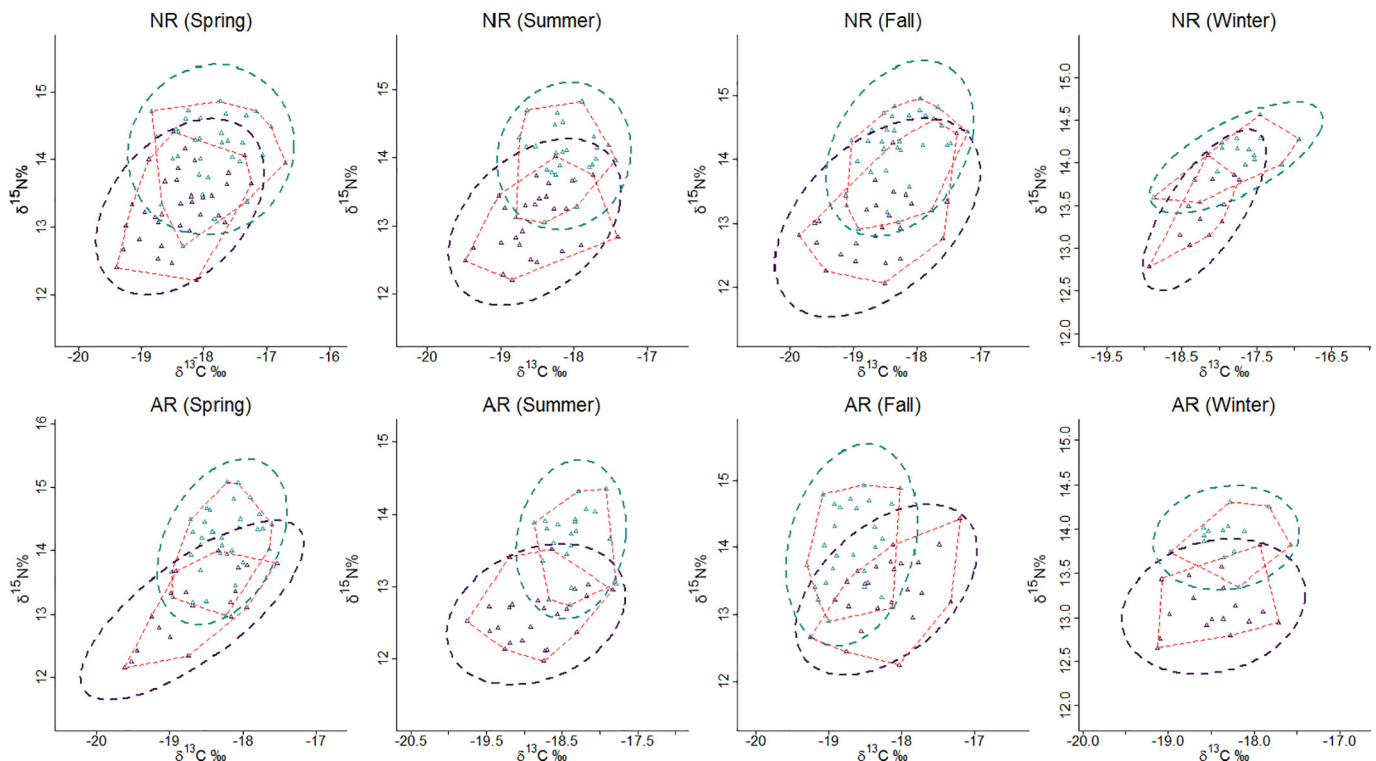 NR (Spring) NR (Summer) NR (Fall) NR (Winter)
δ¹⁵N% δ¹⁵N% δ¹⁵N% δ¹⁵N%
15 15 15 15.0
14 14 14 14.5
13 13 13 14.0
12 12 12 13.5
13.0
12.5
12.0
-20 -19 -18 -17 -16 -20 -19 -18 -17 -20 -19 -18 -17 -19.5 -18.5 -17.5 -16.5
δ¹³C ‰ δ¹³C ‰ δ¹³C ‰ δ¹³C ‰
AR (Spring) AR (Summer) AR (Fall) AR (Winter)
δ¹⁵N% δ¹⁵N% δ¹⁵N% δ¹⁵N%
16 15 15 15.0
15 14 14 14.5
14 13 13 14.0
13 12 12 13.5
12 13.0
12.5
12.0
-20 -19 -18 -17 -20.5 -19.5 -18.5 -17.5 -20 -19 -18 -17 -20.0 -19.0 -18.0 -17.0
δ¹³C ‰ δ¹³C ‰ δ¹³C ‰ δ¹³C ‰